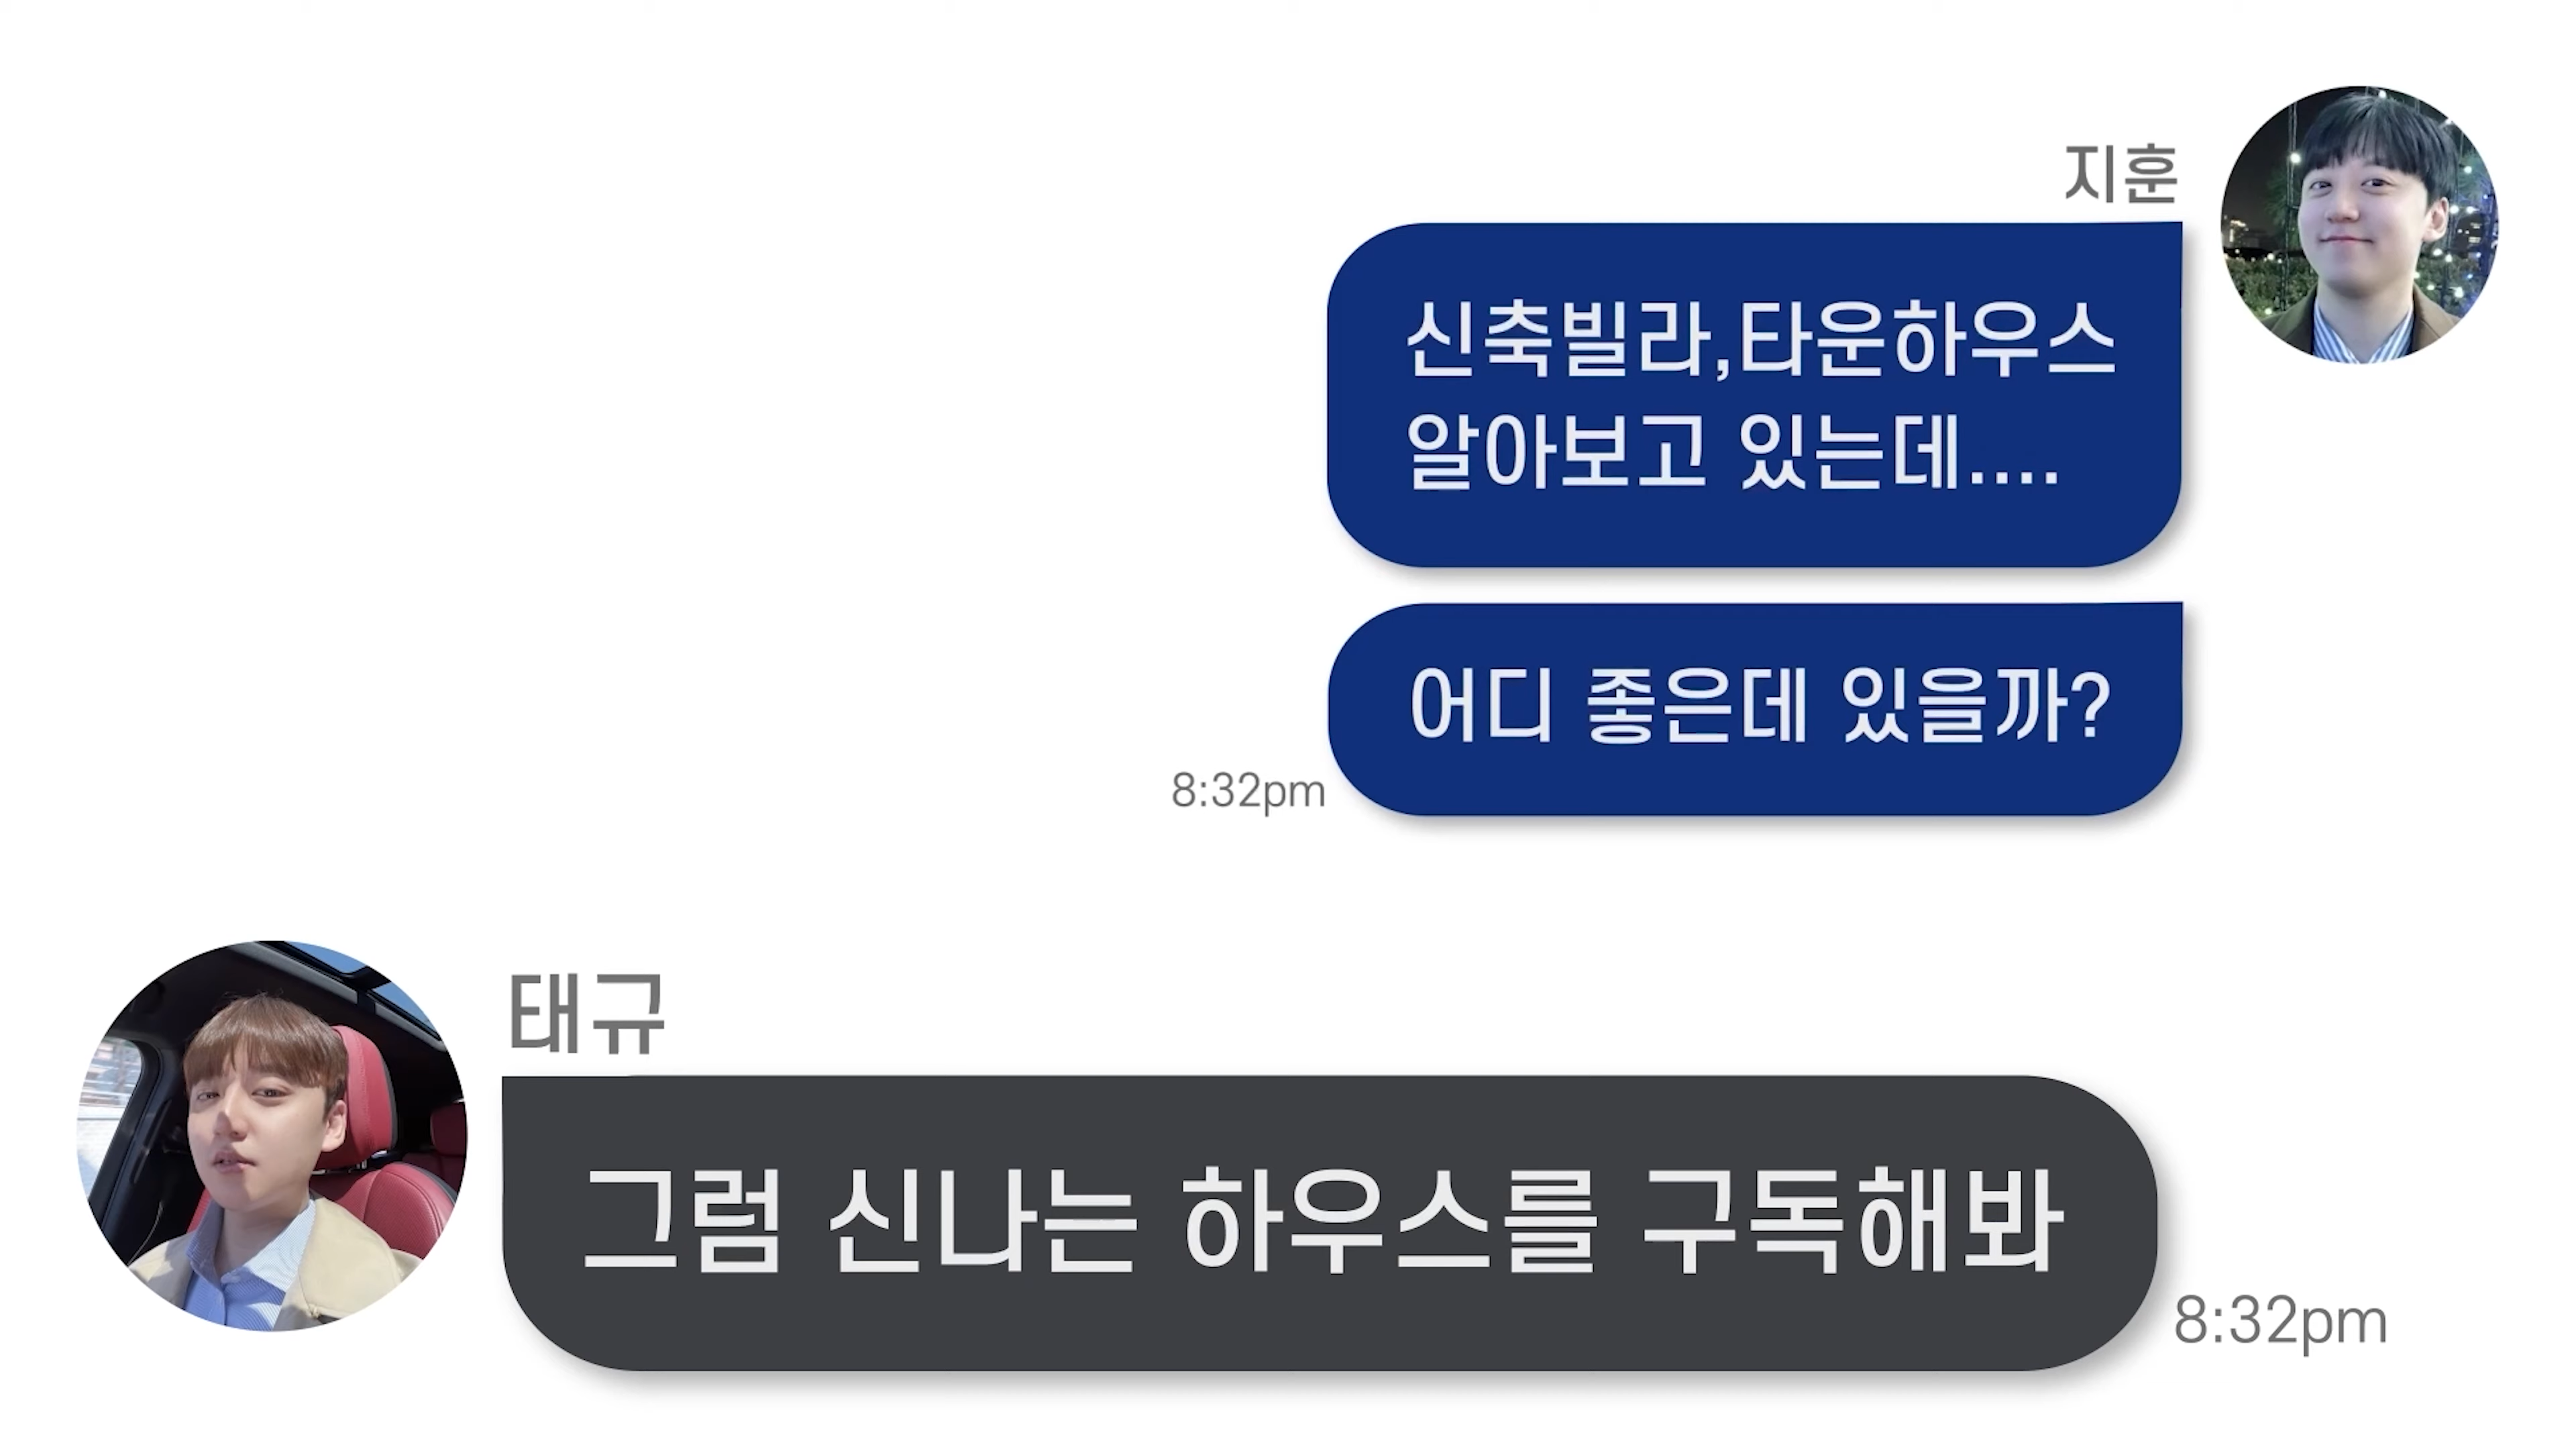 지훈
신축빌라,타운하우스
알아보고 있는데....
어디 좋은데 있을까?
8:32pm
태규
그럼 신나는 하우스를 구독해봐
8:32pm